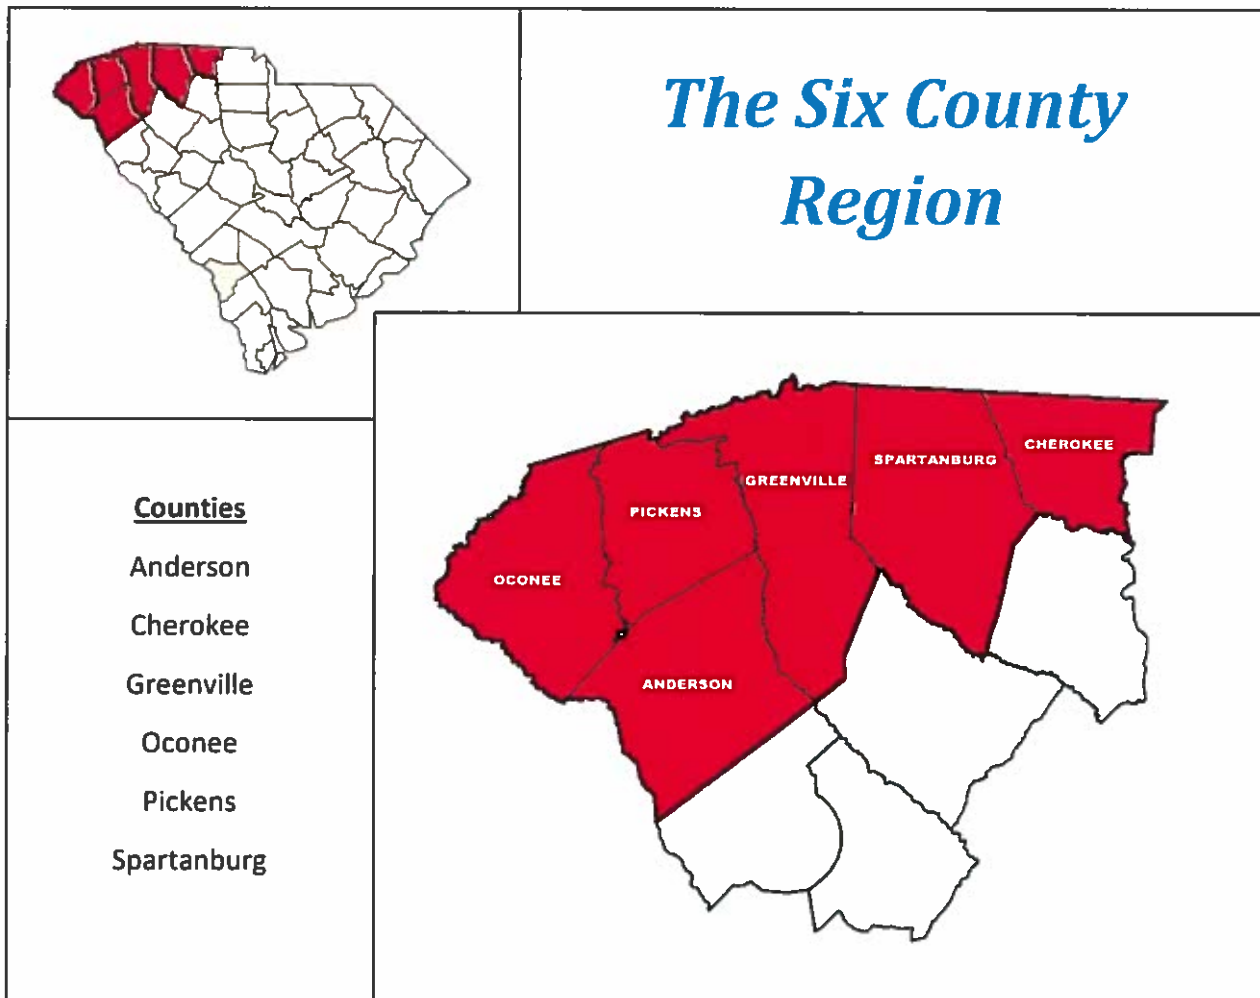 The Six County
Region
Counties
Anderson
Cherokee
Greenville
Oconee
Pickens
Spartanburg
CHEROKEE
SPARTANBURG
GREENVILLE
PICKENS
OCONEE
ANDERSON